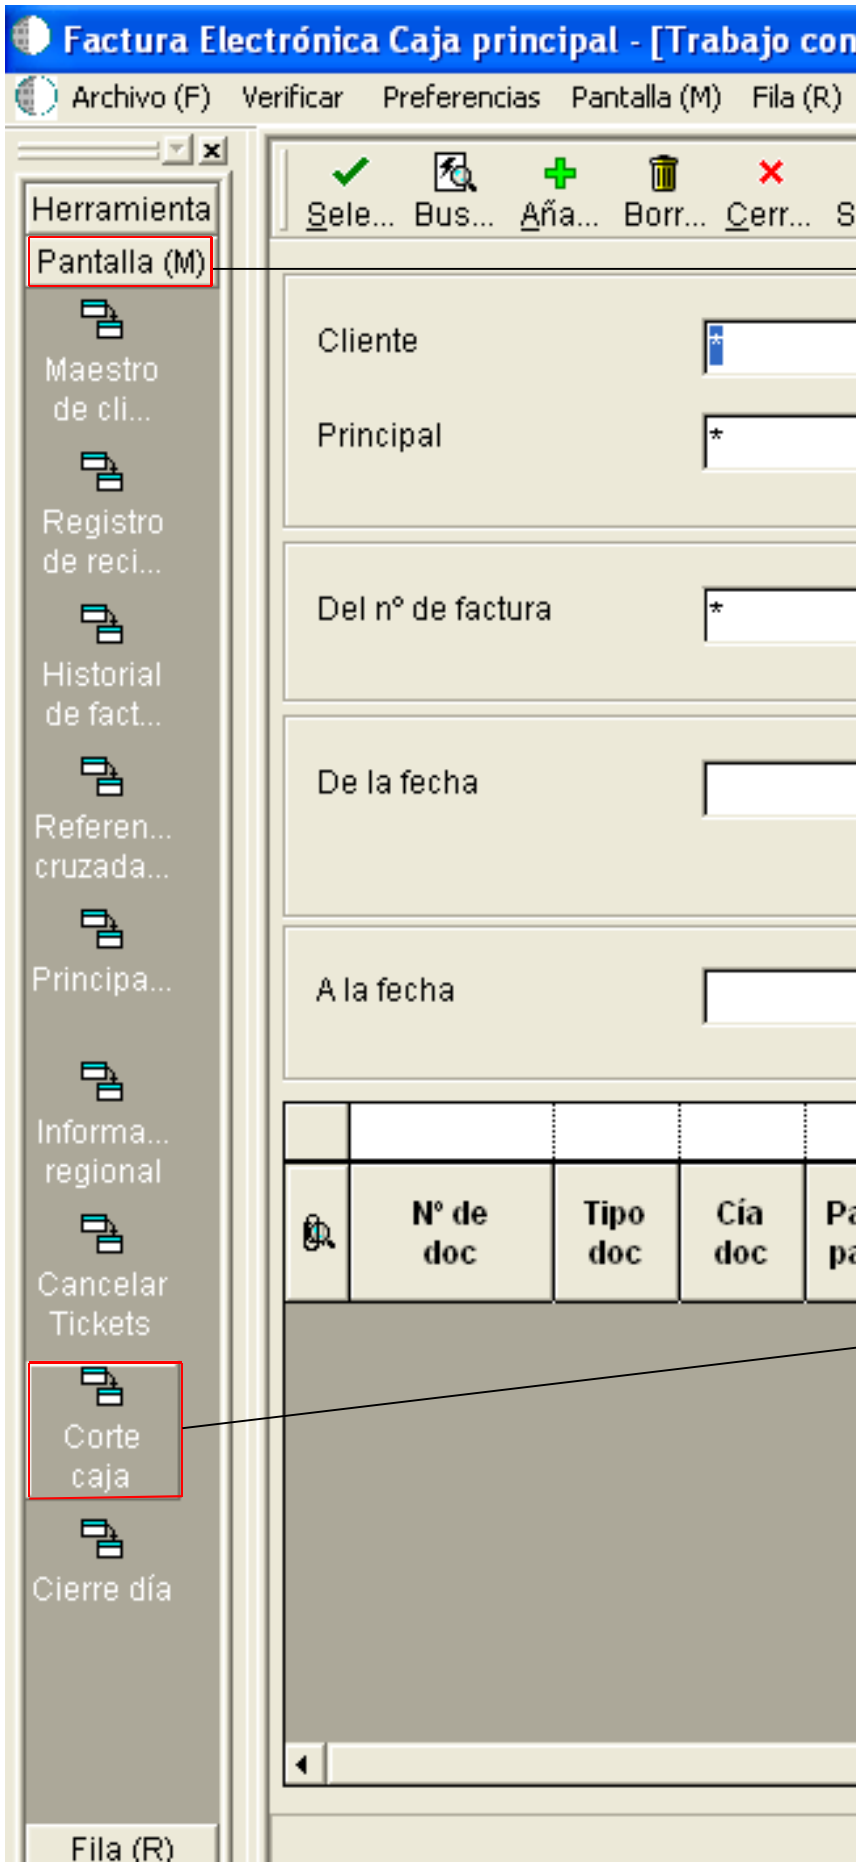 Factura Electrónica Caja principal - [Trabajo con
Archivo (F) Verificar Preferencias Pantalla (M) Fila (R)
Herramienta
Sele... Bus... Aña... Borr... Cerr... S
Pantalla (M)
Maestro
de cli...
Registro
de reci...
Historial
de fact...
Referen...
cruzada...
Principa...
Informa...
regional
Cancelar
Tickets
Corte
caja
Cierre día
Fila (R)
Cliente *
Principal *
Del nº de factura *
De la fecha
A la fecha
Nº de
doc
Tipo
doc
Cía
doc
Pa
pa